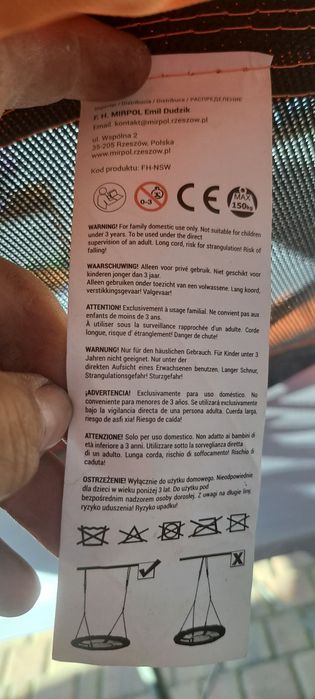 Importer / Distribución / Distributore / РАСПРЕДЕЛЕНИЕ
F. H. MIRPOL Emil Dudzik
Email kontakt@mirpol.rzeszow.pl
ul. Wspólna 2
35-205 Rzeszów, Polska
www.mirpol.rzeszow.pl
Kod produktu: FH-NSW
0-3
CE
MAX
150kg
WARNING! For family domestic use only. Not suitable for children
under 3 years. To be used under the direct
supervision of an adult. Long cord, risk for strangulation! Risk of
falling!
WAARSCHUWING! Alleen voor privé gebruik. Niet geschikt voor
kinderen jonger dan 3 jaar.
Alleen gebruiken onder toezicht van een volwassene. Lang koord,
verstikkingsgevaar! Valgevaar!
ATTENTION! Exclusivement a usage familial. Ne convient pas aux
enfants de moins de 3 ans.
À utiliser sous la surveillance rapprochée d'un adulte. Corde
longue, risque d' étranglement! Danger de chute!
WARNUNG! Nur für den häuslichen Gebrauch. Für Kinder unter 3
Jahren nicht geeignet. Nur unter der
direkten Aufsicht eines Erwachsenen benutzen. Langer Schnur,
Strangulationsgefahr! Sturzgefahr!
¡ADVERTENCIA! Exclusivamente para uso doméstico. No
conveniente para menores de 3 años. Se utilizará exclusivamente
bajo la vigilancia directa de una persona adulta. Cuerda larga,
riesgo de asfixia! Riesgo de caída!
ATTENZIONE! Solo per uso domestico. Non adatto ai bambini di
età inferiore a 3 anni. Utilizzare sotto la sorveglianza diretta
di un adulto. Lunga corda, rischio di soffocamento! Rischio di
caduta!
OSTRZEŻENIE! Wyłącznie do użytku domowego. Nieodpowiednie
dla dzieci w wieku poniżej 3 lat. Do użytku pod
bezpośrednim nadzorem osoby dorosłej. Z uwagi na długie liny,
ryzyko uduszenia! Ryzyko upadku!